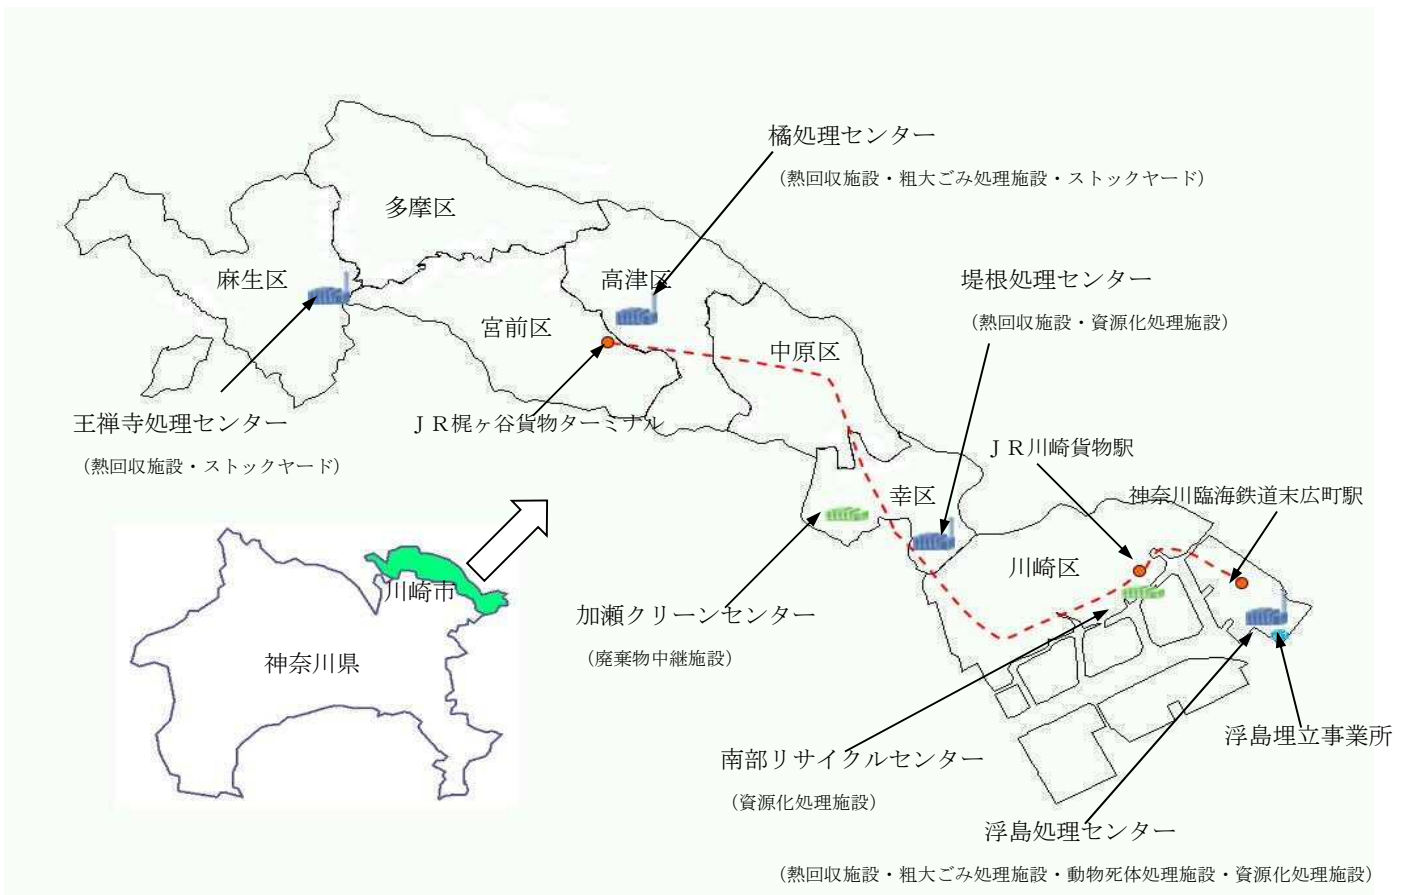 橘処理センター
（熱回収施設・粗大ごみ処理施設・ストックヤード）
多摩区
麻生区
高津区
堤根処理センター
（熱回収施設・資源化処理施設）
宮前区
中原区
王禅寺処理センター
（熱回収施設・ストックヤード）
ＪＲ梶ヶ谷貨物ターミナル
ＪＲ川崎貨物駅
幸区
神奈川臨海鉄道末広町駅
川崎区
川崎市
加瀬クリーンセンター
（廃棄物中継施設）
神奈川県
浮島埋立事業所
南部リサイクルセンター
（資源化処理施設）
浮島処理センター
（熱回収施設・粗大ごみ処理施設・動物死体処理施設・資源化処理施設）